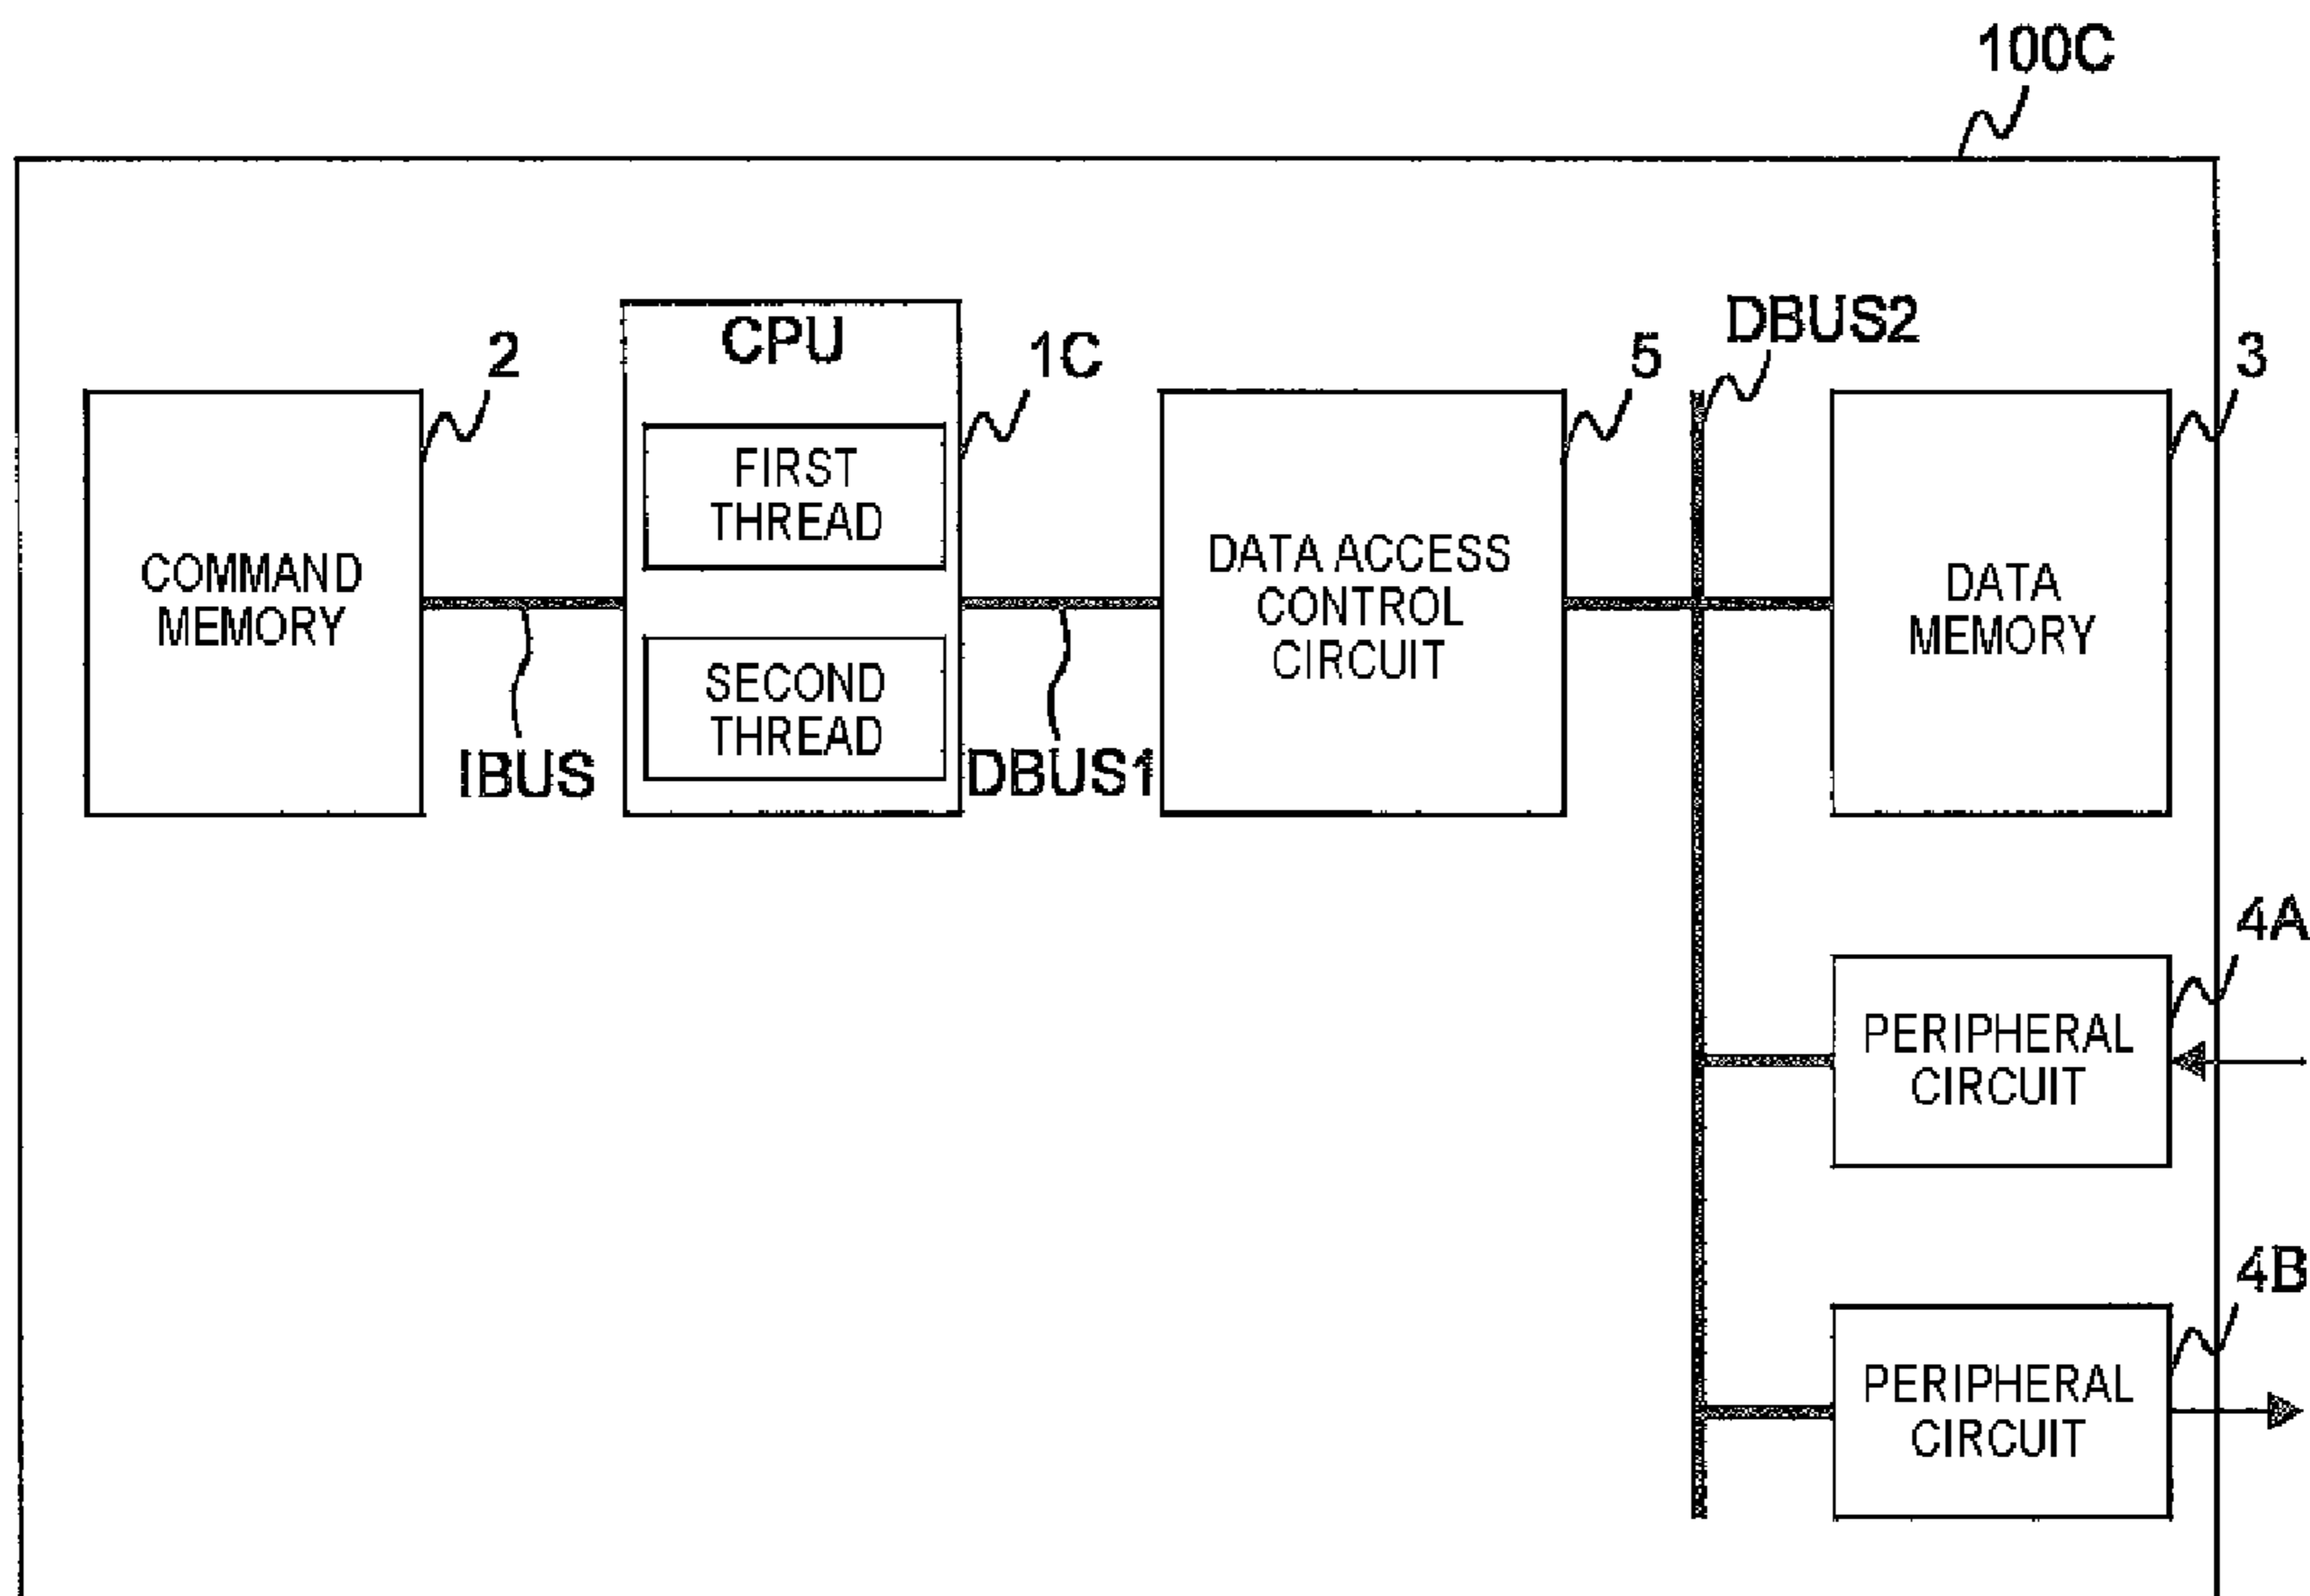 100C
CPU
DBUS2
2
1C
5
3
FIRST
THREAD
COMMAND
MEMORY
DATA ACCESS
CONTROL
CIRCUIT
DATA
MEMORY
SECOND
THREAD
IBUS
DBUS1
4A
PERIPHERAL
CIRCUIT
4B
PERIPHERAL
CIRCUIT